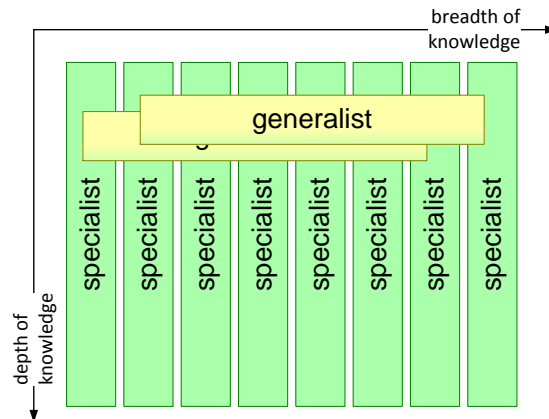 breadth of
knowledge
generalist
specialist
specialist
specialist
specialist
specialist
specialist
specialist
specialist
depth of
knowledge